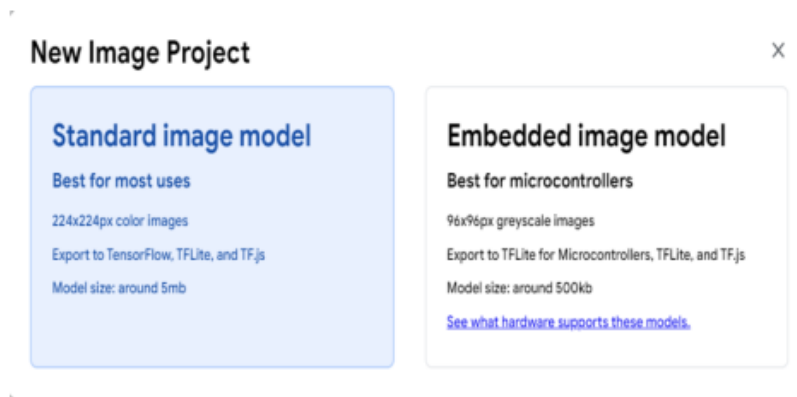 New Image Project
X
Standard image model
Best for most uses
224x224px color images
Export to TensorFlow, TFLite, and TF.js
Model size: around 5mb
Embedded image model
Best for microcontrollers
96x96px greyscale images
Export to TFLite for Microcontrollers, TFLite, and TF.js
Model size: around 500kb
See what hardware supports these models.